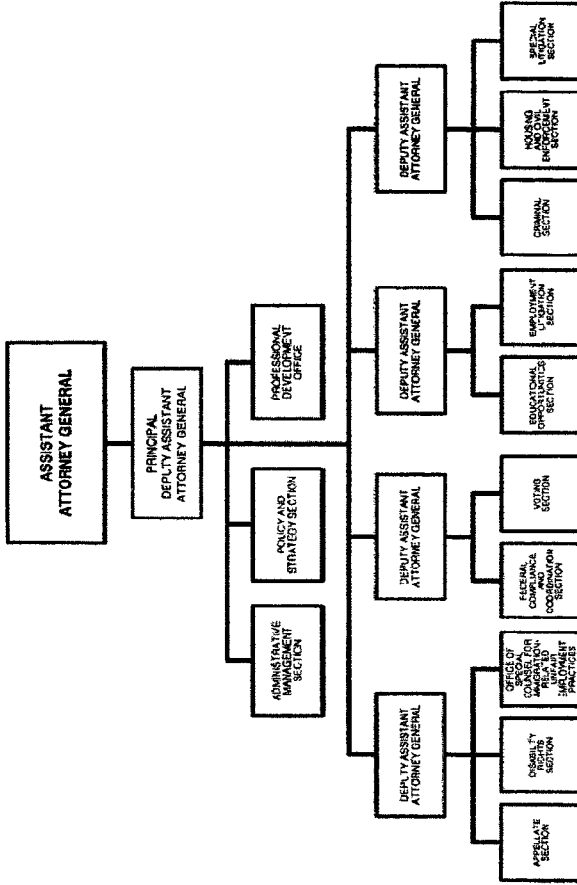 ASSISTANT
ATTORNEY GENERAL
PRINCIPAL
DEPUTY ASSISTANT
ATTORNEY GENERAL
ADMINISTRATIVE
MANAGEMENT
SECTION
POLICY AND
STRATEGY SECTION
PROFESSIONAL
DEVELOPMENT
OFFICE
DEPUTY ASSISTANT
ATTORNEY GENERAL
DEPUTY ASSISTANT
ATTORNEY GENERAL
DEPUTY ASSISTANT
ATTORNEY GENERAL
DEPUTY ASSISTANT
ATTORNEY GENERAL
APPELLATE
SECTION
DISABILITY
RIGHTS
SECTION
OFFICE OF
SPECIAL
COUNSEL FOR
IMMIGRATION-
RELATED
UNFAIR
EMPLOYMENT
PRACTICES
FEDERAL
COMPLIANCE
AND
COORDINATION
SECTION
VOTING
SECTION
EDUCATIONAL
OPPORTUNITIES
SECTION
EMPLOYMENT
LITIGATION
SECTION
CRIMINAL
SECTION
HOUSING
AND CIVIL
ENFORCEMENT
SECTION
SPECIAL
LITIGATION
SECTION